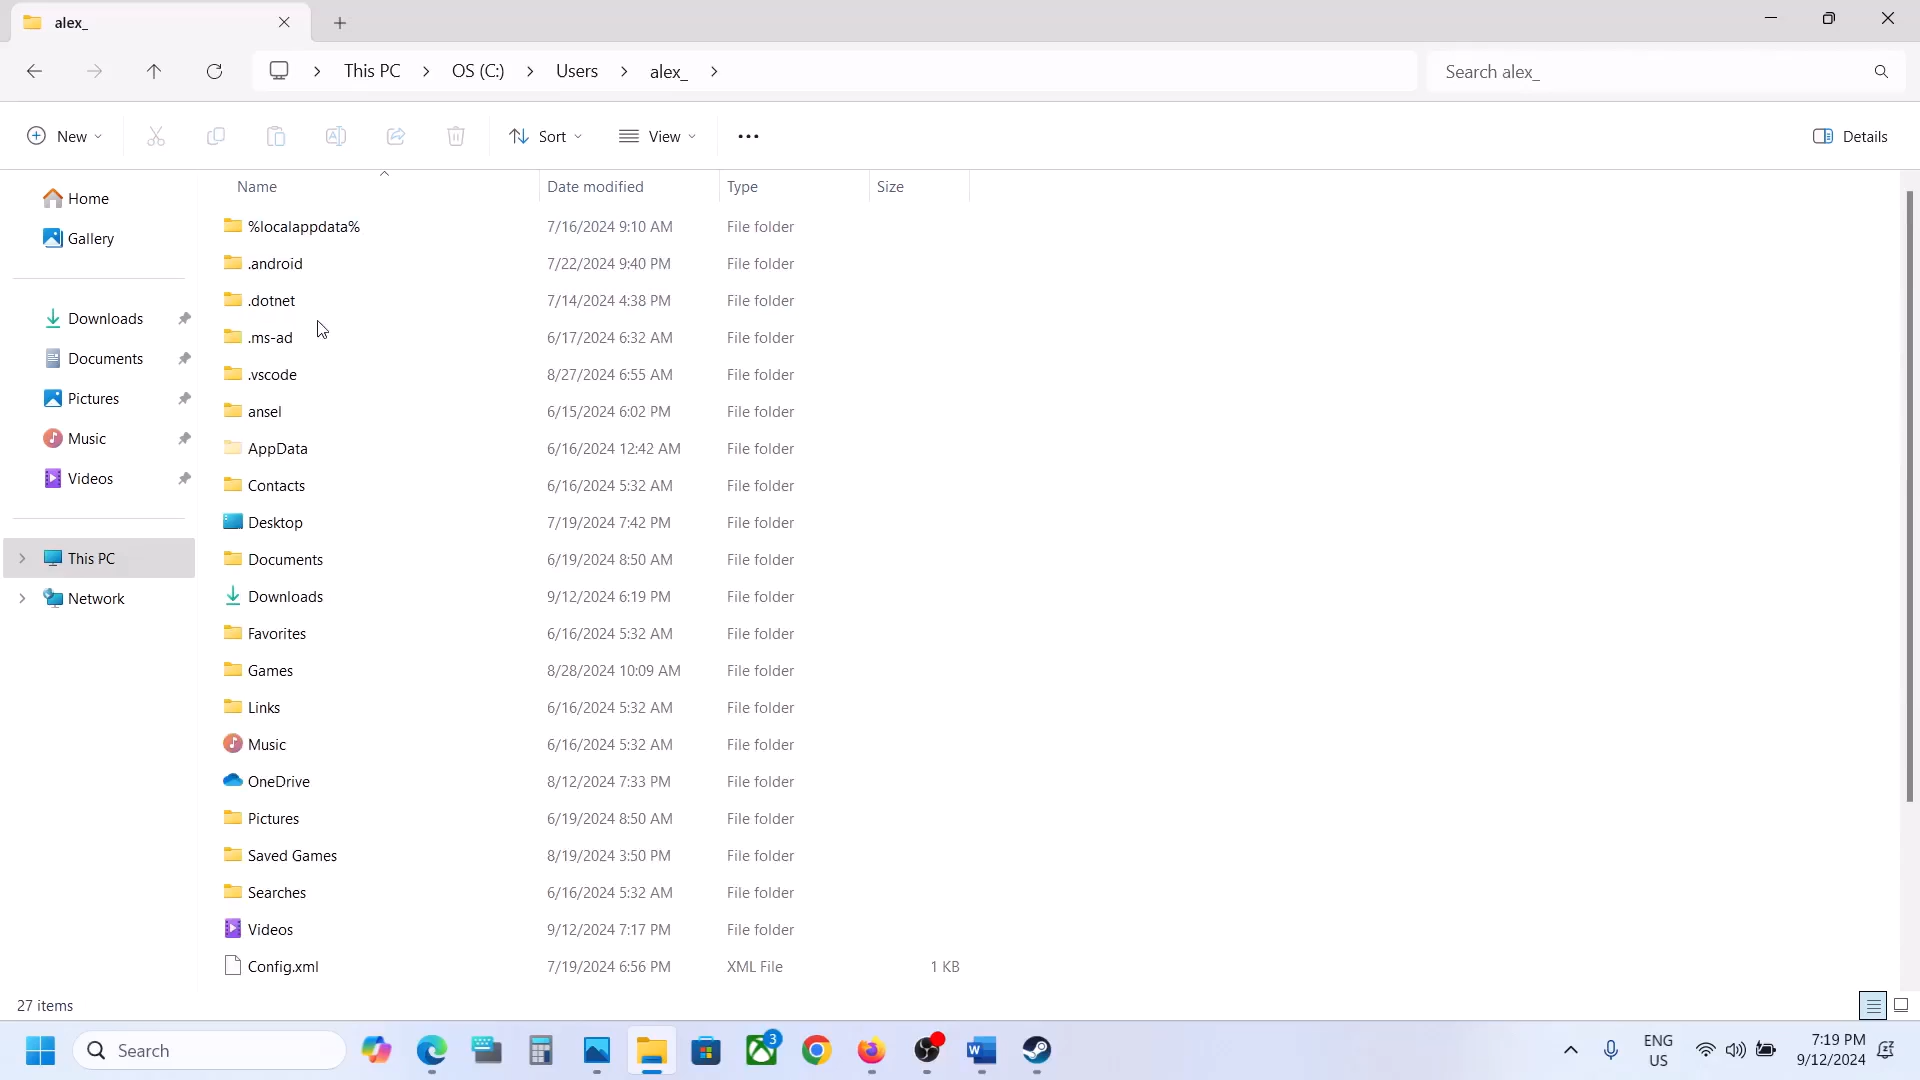 alex_
This PC
OS (C:)
Users
alex_
Search alex_
New
Sort
View
Details
Name
Date modified
Type
Size
Home
Gallery
Downloads
Documents
Pictures
Music
Videos
This PC
Network
%localappdata% 7/16/2024 9:10 AM File folder
.android 7/22/2024 9:40 PM File folder
.dotnet 7/14/2024 4:38 PM File folder
.ms-ad 6/17/2024 6:32 AM File folder
.vscode 8/27/2024 6:55 AM File folder
ansel 6/15/2024 6:02 PM File folder
AppData 6/16/2024 12:42 AM File folder
Contacts 6/16/2024 5:32 AM File folder
Desktop 7/19/2024 7:42 PM File folder
Documents 6/19/2024 8:50 AM File folder
Downloads 9/12/2024 6:19 PM File folder
Favorites 6/16/2024 5:32 AM File folder
Games 8/28/2024 10:09 AM File folder
Links 6/16/2024 5:32 AM File folder
Music 6/16/2024 5:32 AM File folder
OneDrive 8/12/2024 7:33 PM File folder
Pictures 6/19/2024 8:50 AM File folder
Saved Games 8/19/2024 3:50 PM File folder
Searches 6/16/2024 5:32 AM File folder
Videos 9/12/2024 7:17 PM File folder
Config.xml 7/19/2024 6:56 PM XML File 1 KB
27 items
Search
3
ENG
US
7:19 PM
9/12/2024